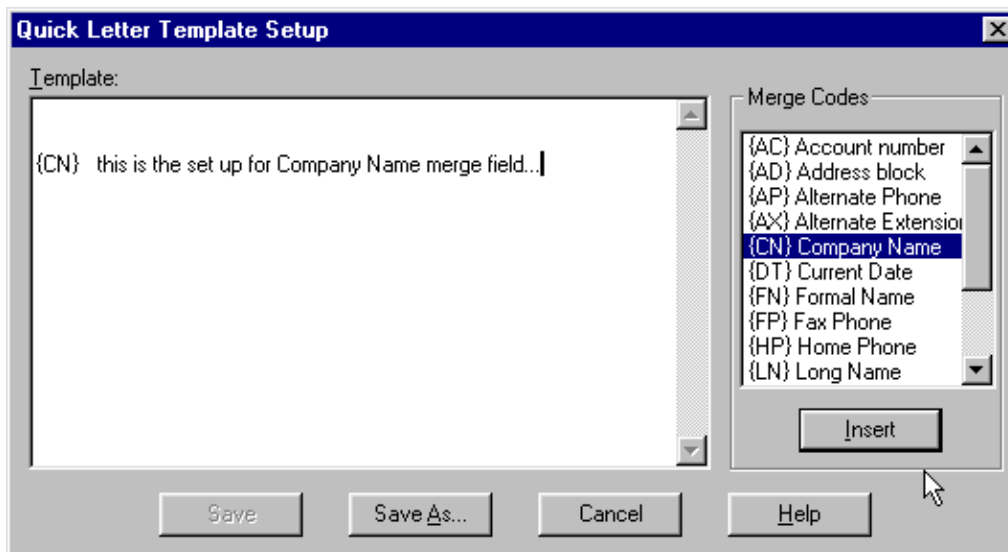 Quick Letter Template Setup
Template:
{CN} this is the set up for Company Name merge field...
Merge Codes
{AC} Account number
{AD} Address block
{AP} Alternate Phone
{AX} Alternate Extension
{CN} Company Name
{DT} Current Date
{FN} Formal Name
{FP} Fax Phone
{HP} Home Phone
{LN} Long Name
Insert
Save
Save As...
Cancel
Help